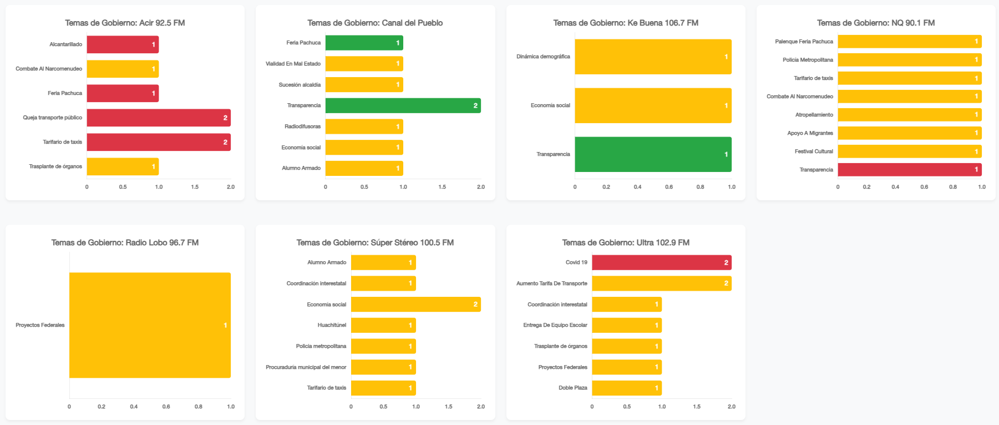 Temas de Gobierno: Acir 92.5 FM
Alcantarillado
1
Combate Al Narcomenudeo
1
Feria Pachuca
1
Queja transporte público
2
Tarifario de taxis
2
Trasplante de órganos
1
0 0.5 1.0 1.5 2.0
Temas de Gobierno: Canal del Pueblo
Feria Pachuca
1
Vialidad En Mal Estado
1
Sucesión alcaldía
1
Transparencia
2
Radiodifusoras
1
Economía social
1
Alumno Armado
1
0 0.5 1.0 1.5 2.0
Temas de Gobierno: Ke Buena 106.7 FM
Dinámica demográfica
1
Economía social
1
Transparencia
1
0 0.2 0.4 0.6 0.8 1.0
Temas de Gobierno: NQ 90.1 FM
Palenque Feria Pachuca
1
Policía Metropolitana
1
Tarifario de taxis
1
Combate Al Narcomenudeo
1
Atropellamiento
1
Apoyo A Migrantes
1
Festival Cultural
1
Transparencia
1
0 0.2 0.4 0.6 0.8 1.0
Temas de Gobierno: Radio Lobo 96.7 FM
Proyectos Federales
1
0 0.2 0.4 0.6 0.8 1.0
Temas de Gobierno: Súper Stéreo 100.5 FM
Alumno Armado
1
Coordinación interestatal
1
Economía social
2
Huachitúnel
1
Policia metropolitana
1
Procuraduría municipal del menor
1
Tarifario de taxis
1
0 0.5 1.0 1.5 2.0
Temas de Gobierno: Ultra 102.9 FM
Covid 19
2
Aumento Tarifa De Transporte
2
Coordinación interestatal
1
Entrega De Equipo Escolar
1
Trasplante de órganos
1
Proyectos Federales
1
Doble Plaza
1
0 0.5 1.0 1.5 2.0